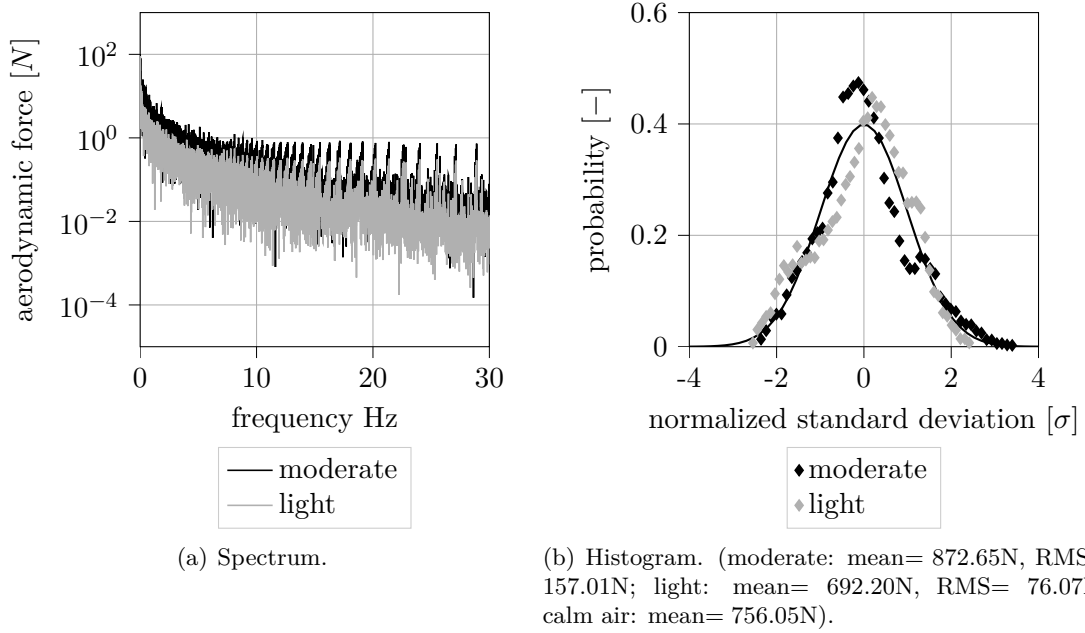 aerodynamic force [N]
10^2
10^0
10^−2
10^−4
0
10
20
30
frequency Hz
moderate
light
(a) Spectrum.
probability [−]
0.6
0.4
0.2
0
-4
-2
0
2
4
normalized standard deviation [σ]
moderate
light
(b) Histogram. (moderate: mean= 872.65N, RMS
157.01N; light: mean= 692.20N, RMS= 76.07
calm air: mean= 756.05N).